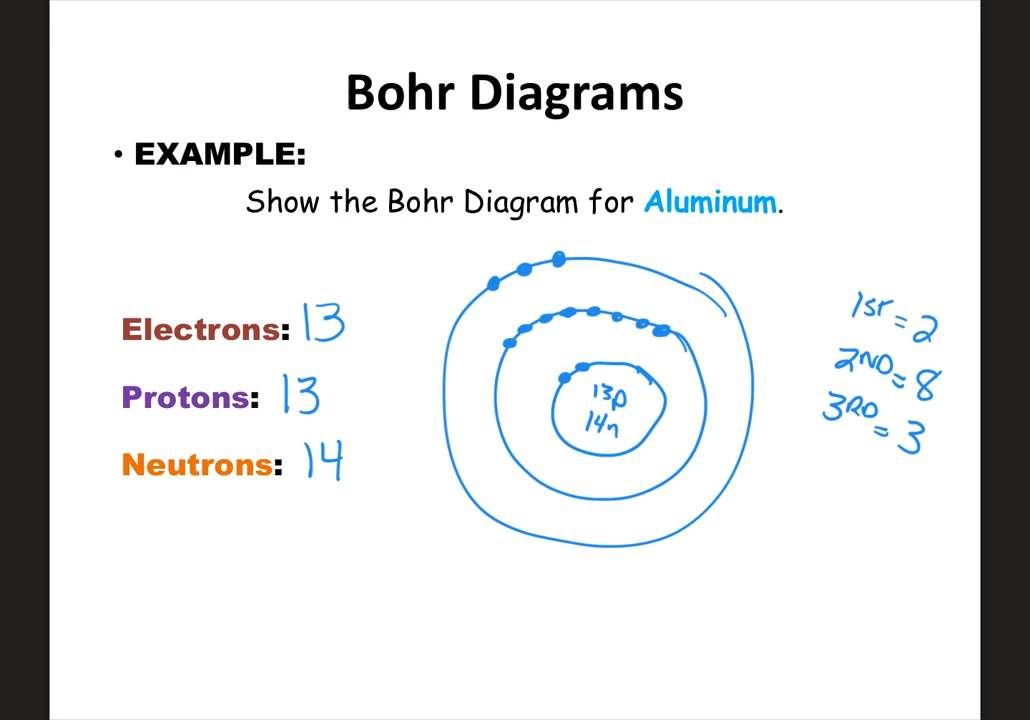 Bohr Diagrams
• EXAMPLE:
Show the Bohr Diagram for Aluminum.
Electrons: 13
Protons: 13
Neutrons: 14
13p
14n
1ST = 2
2ND = 8
3RD = 3